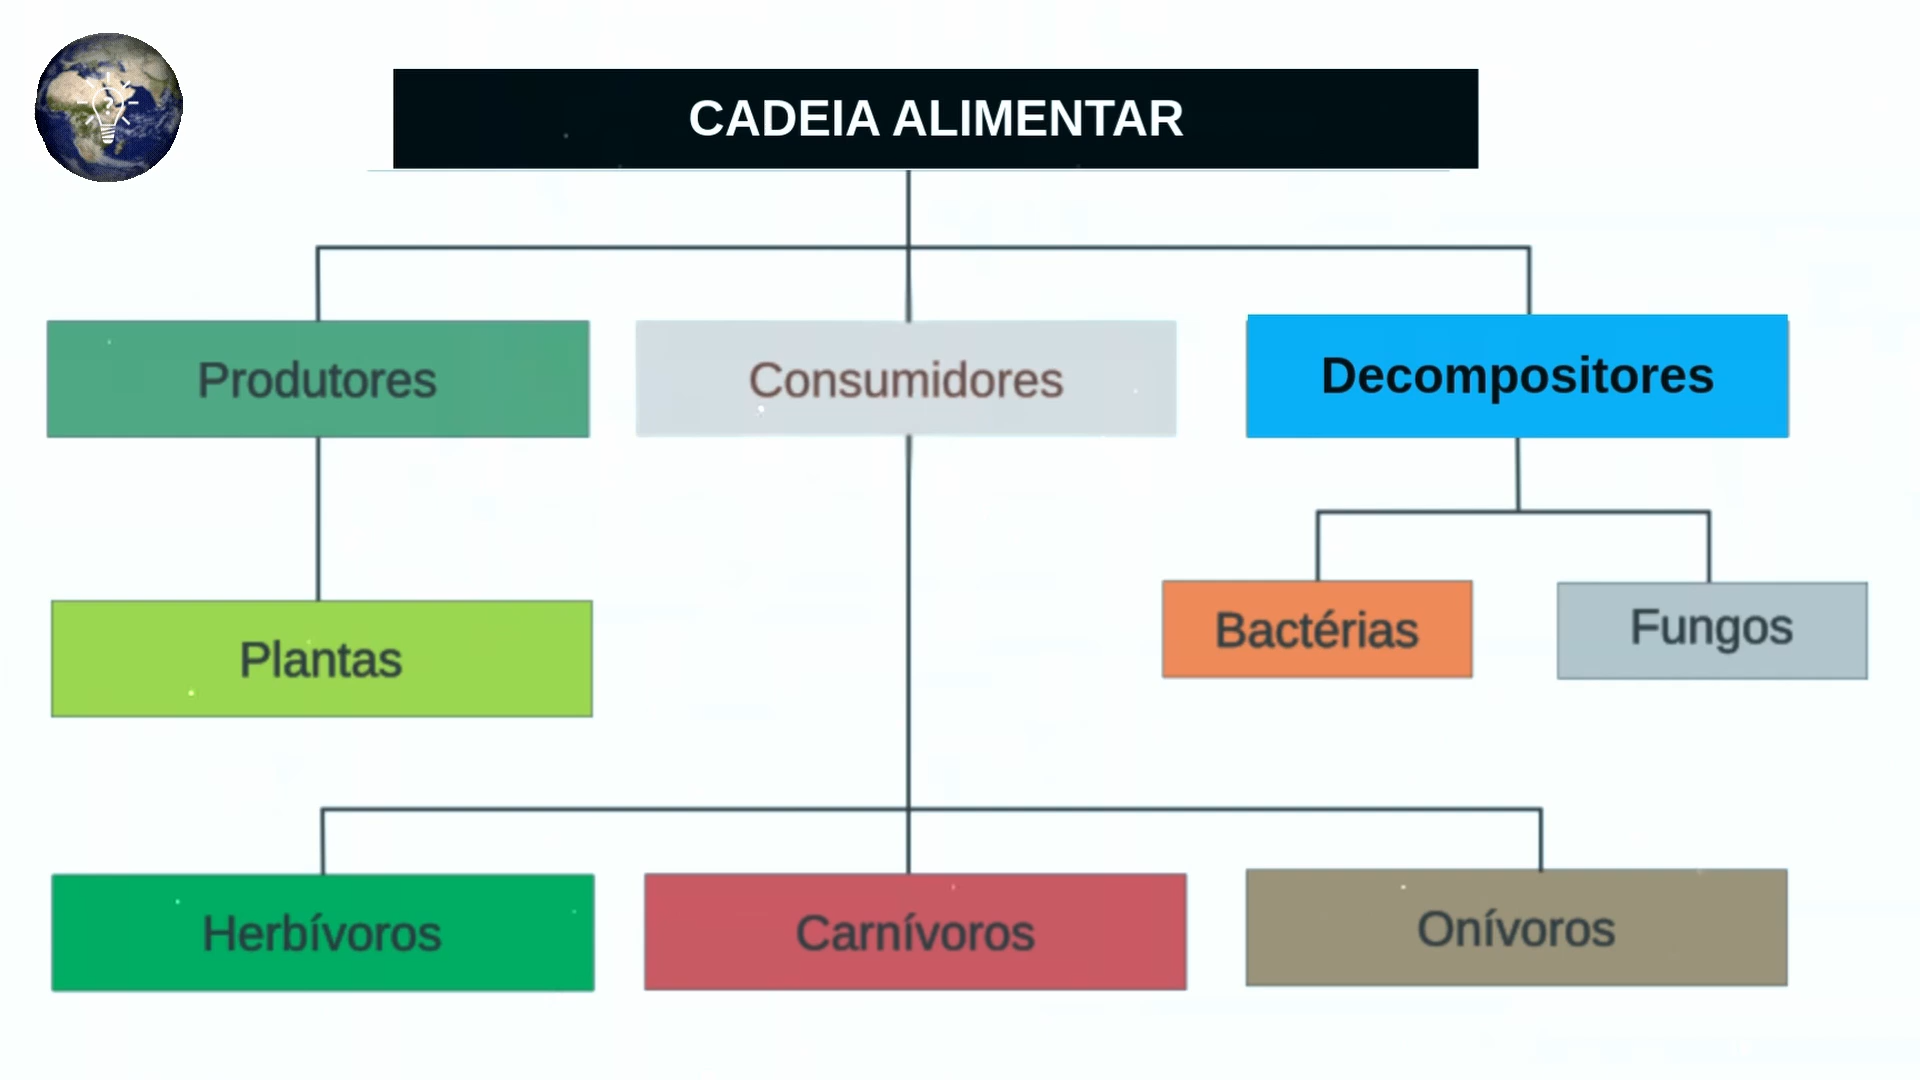 CADEIA ALIMENTAR
Produtores
Consumidores
Decompositores
Plantas
Bactérias
Fungos
Herbívoros
Carnívoros
Onívoros